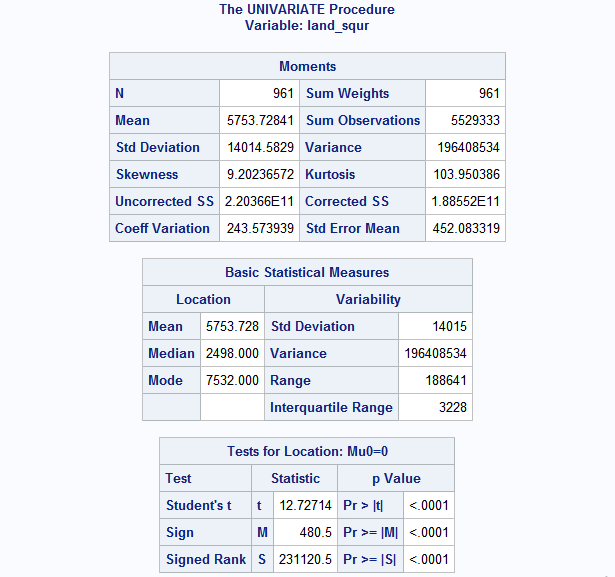 The UNIVARIATE Procedure
Variable: land_squr
Moments
N 961 Sum Weights 961
Mean 5753.72841 Sum Observations 5529333
Std Deviation 14014.5829 Variance 196408534
Skewness 9.20236572 Kurtosis 103.950386
Uncorrected SS 2.20366E11 Corrected SS 1.88552E11
Coeff Variation 243.573939 Std Error Mean 452.083319
Basic Statistical Measures
Location Variability
Mean 5753.728 Std Deviation 14015
Median 2498.000 Variance 196408534
Mode 7532.000 Range 188641
Interquartile Range 3228
Tests for Location: Mu0=0
Test Statistic p Value
Student's t t 12.72714 Pr > |t| <.0001
Sign M 480.5 Pr >= |M| <.0001
Signed Rank S 231120.5 Pr >= |S| <.0001